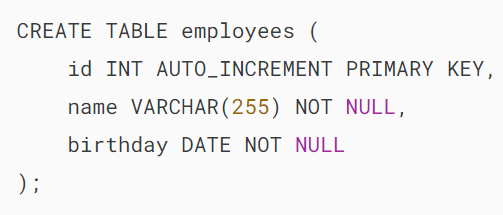 CREATE TABLE employees (
    id INT AUTO_INCREMENT PRIMARY KEY,
    name VARCHAR(255) NOT NULL,
    birthday DATE NOT NULL
);